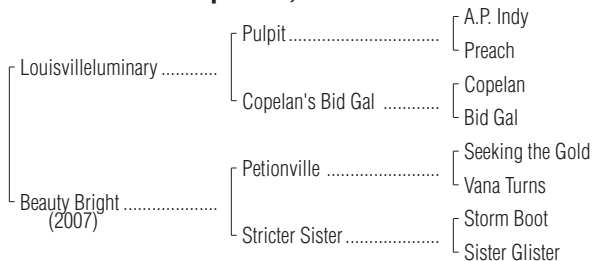 A.P. Indy
Pulpit
Preach
Louisvilleluminary
Copelan
Copelan's Bid Gal
Bid Gal
Seeking the Gold
Petionville
Vana Turns
Beauty Bright
(2007)
Storm Boot
Stricter Sister
Sister Glister